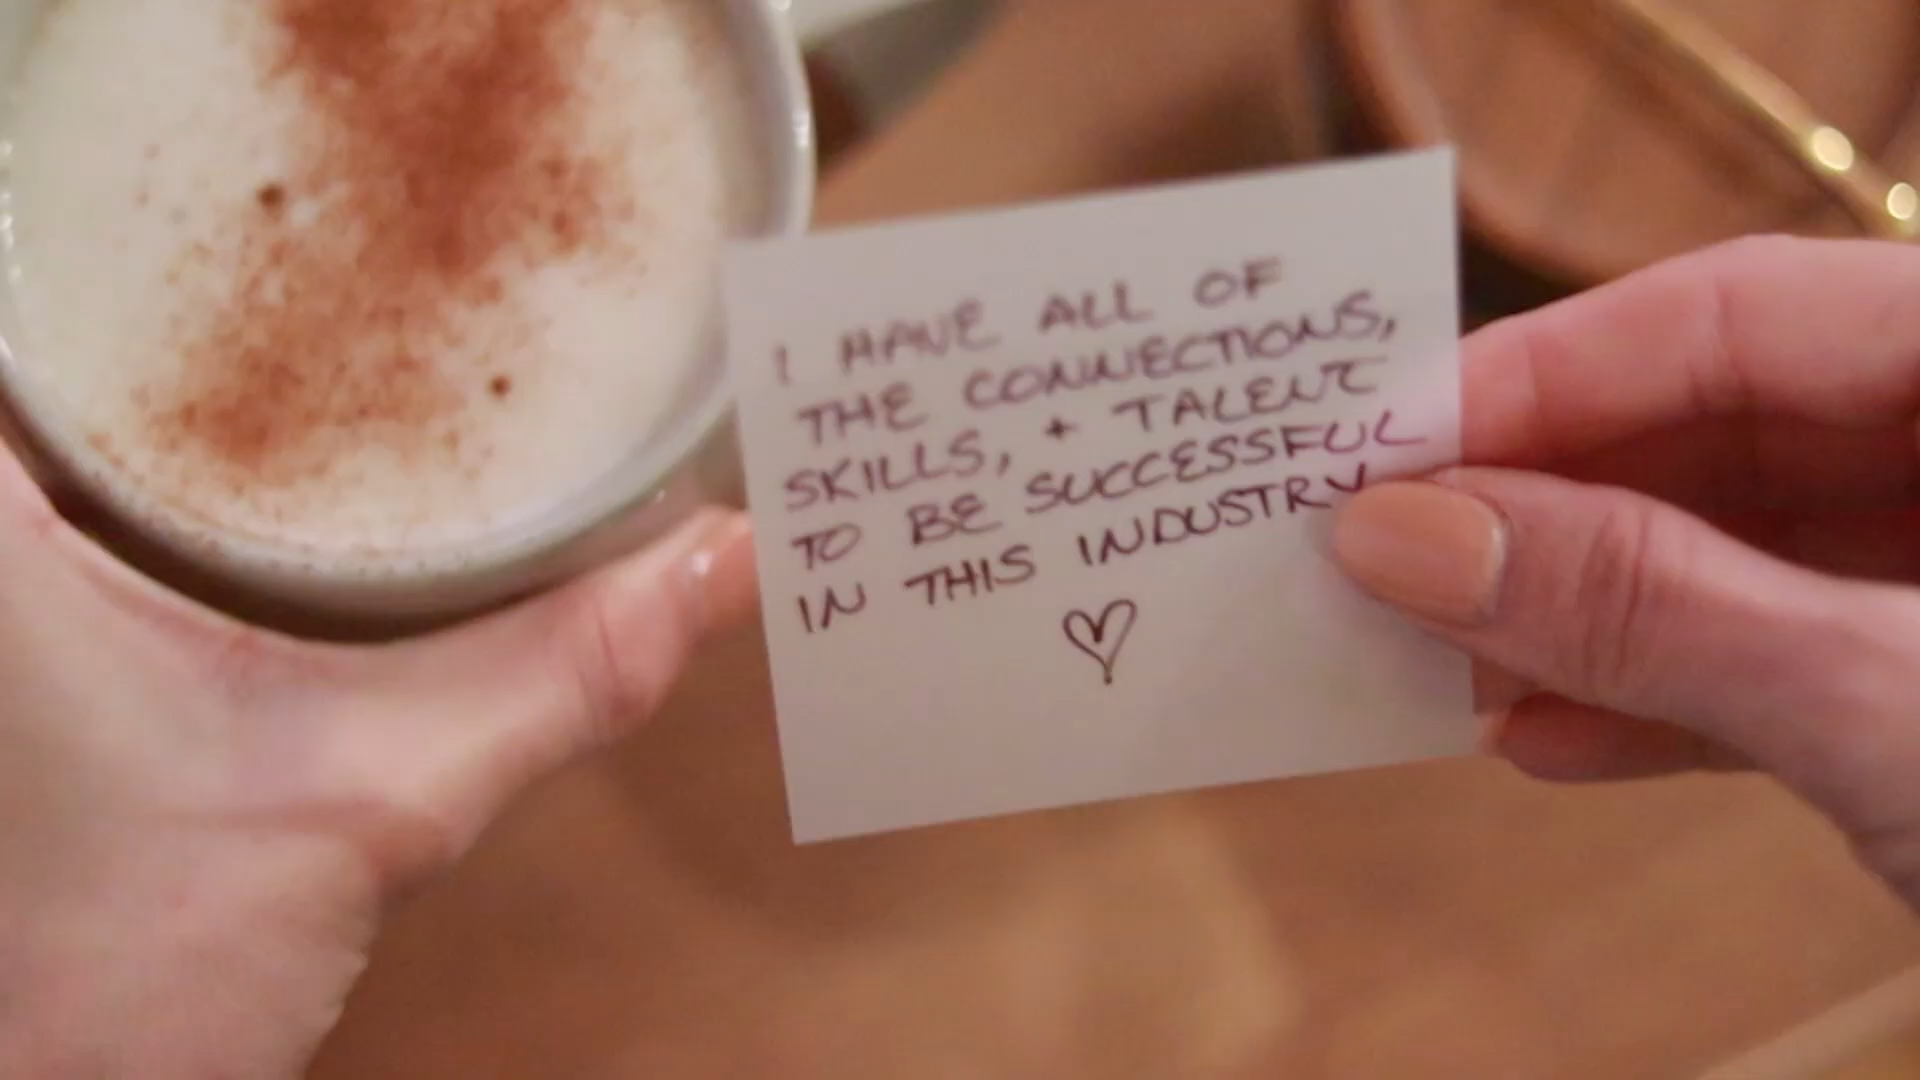 I HAVE ALL OF
THE CONNECTIONS,
SKILLS, + TALENT
TO BE SUCCESSFUL
IN THIS INDUSTRY